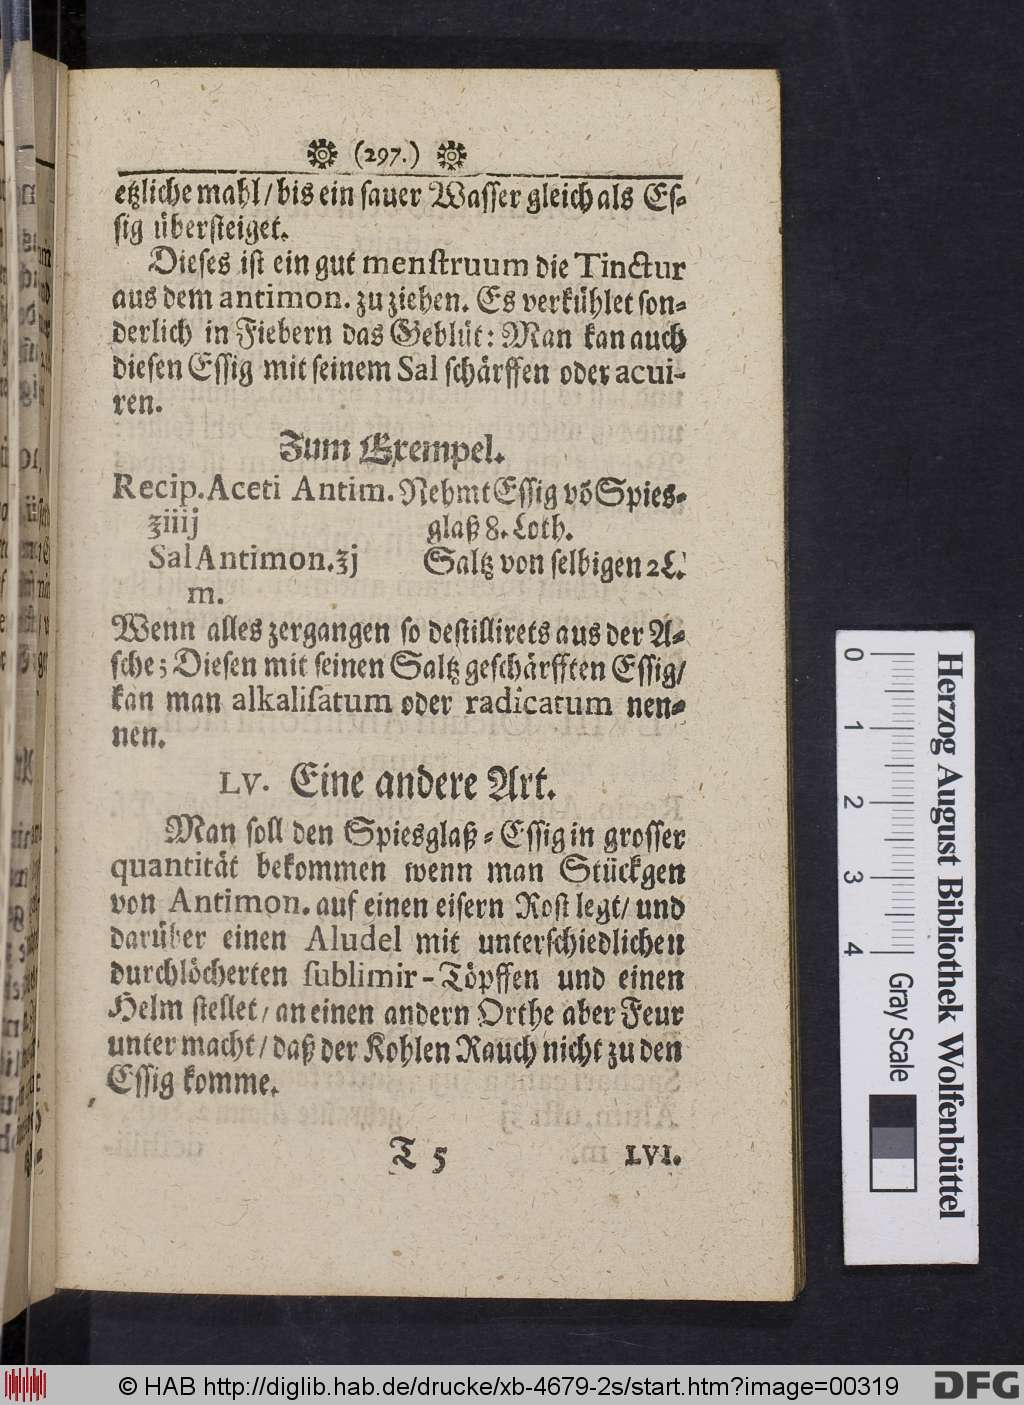 (297.)
etzliche mahl/ bis ein sauer Wasser gleich als Es-
sig übersteiget.
Dieses ist ein gut menstruum die Tinctur
aus dem antimon. zu ziehen. Es verkühlet son-
derlich in Fiebern das Geblüt: Man kan auch
diesen Essig mit seinem Sal schärffen oder acui-
ren.
Zum Exempel.
Recip. Aceti Antim. Nehmt Essig võ Spies-
ʒiiij glaß 8. Loth.
Sal Antimon. ʒj Saltz von selbigen 2 L.
m.
Wenn alles zergangen so destillirets aus der A-
sche; Diesen mit seinen Saltz geschärfften Essig/
kan man alkalisatum oder radicatum nen-
nen.
LV. Eine andere Art.
Man soll den Spiesglaß-Essig in grosser
quantität bekommen wenn man Stückgen
von Antimon. auf einen eisern Rost legt/ und
darüber einen Aludel mit unterschiedlichen
durchlöcherten sublimir-Töpffen und einen
Helm stellet/ an einen andern Orthe aber Feur
unter macht/ daß der Kohlen Rauch nicht zu den
Essig komme.
T 5 LVI.
Herzog August Bibliothek Wolfenbüttel
0 1 2 3 4 Gray Scale
© HAB http://diglib.hab.de/drucke/xb-4679-2s/start.htm?image=00319
DFG